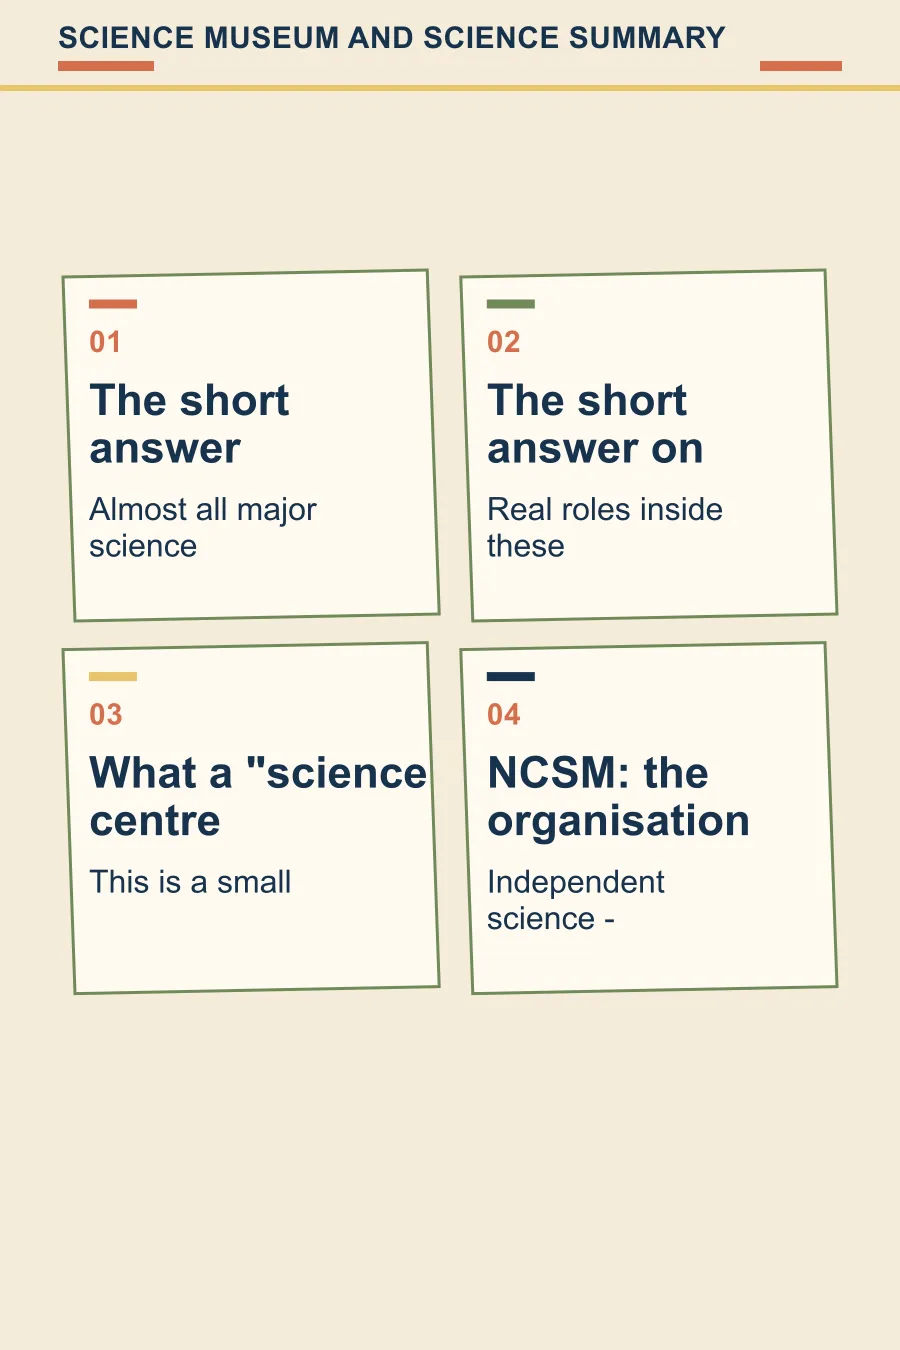 SCIENCE MUSEUM AND SCIENCE SUMMARY
01
The short
answer
Almost all major
science
02
The short
answer on
Real roles inside
these
03
What a "science
centre
This is a small
04
NCSM: the
organisation
Independent
science -